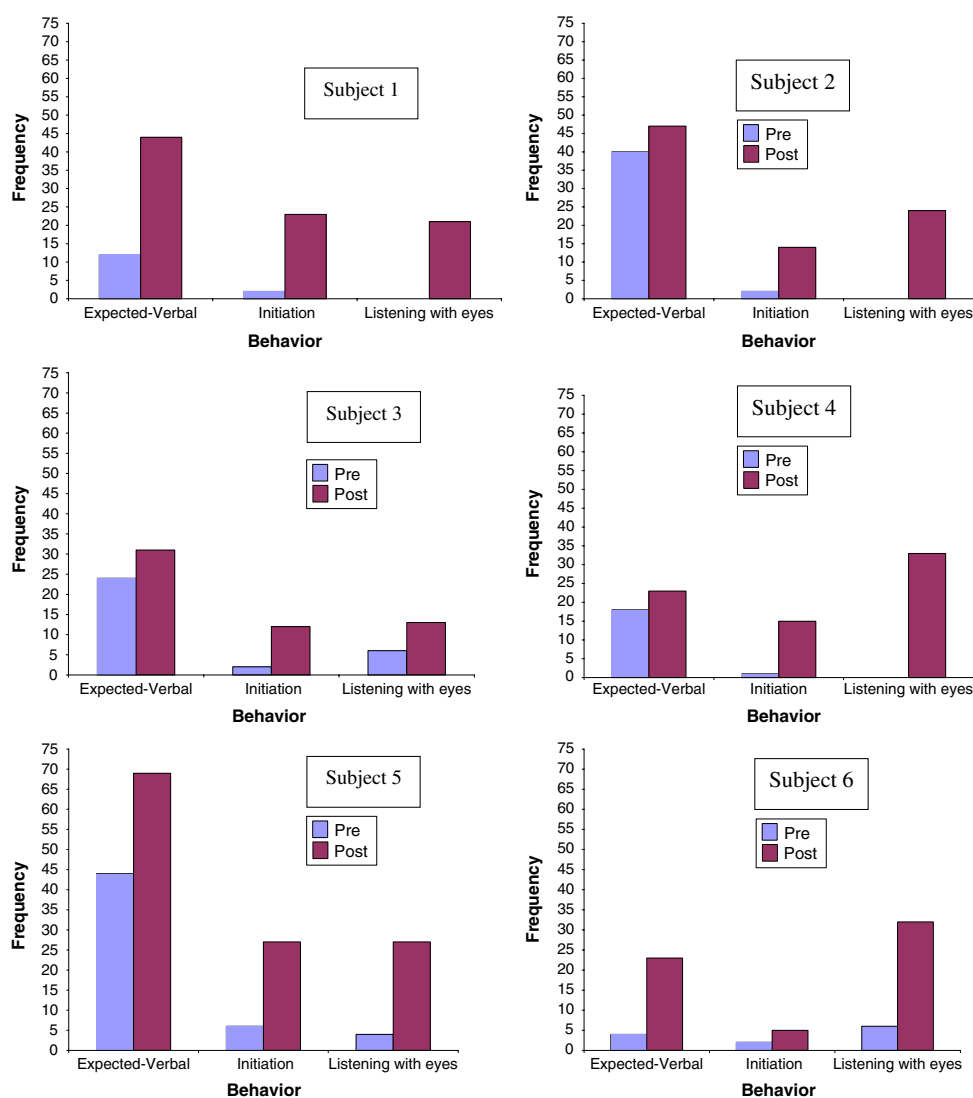 Subject 1
Frequency
75
70
65
60
55
50
45
40
35
30
25
20
15
10
5
0
Expected-Verbal Initiation Listening with eyes
Behavior
Subject 2
Pre
Post
Frequency
75
70
65
60
55
50
45
40
35
30
25
20
15
10
5
0
Expected-Verbal Initiation Listening with eyes
Behavior
Subject 3
Pre
Post
Frequency
75
70
65
60
55
50
45
40
35
30
25
20
15
10
5
0
Expected-Verbal Initiation Listening with eyes
Behavior
Subject 4
Pre
Post
Frequency
75
70
65
60
55
50
45
40
35
30
25
20
15
10
5
0
Expected-Verbal Initiation Listening with eyes
Behavior
Subject 5
Pre
Post
Frequency
75
70
65
60
55
50
45
40
35
30
25
20
15
10
5
0
Expected-Verbal Initiation Listening with eyes
Behavior
Subject 6
Pre
Post
Frequency
75
70
65
60
55
50
45
40
35
30
25
20
15
10
5
0
Expected-Verbal Initiation Listening with eyes
Behavior